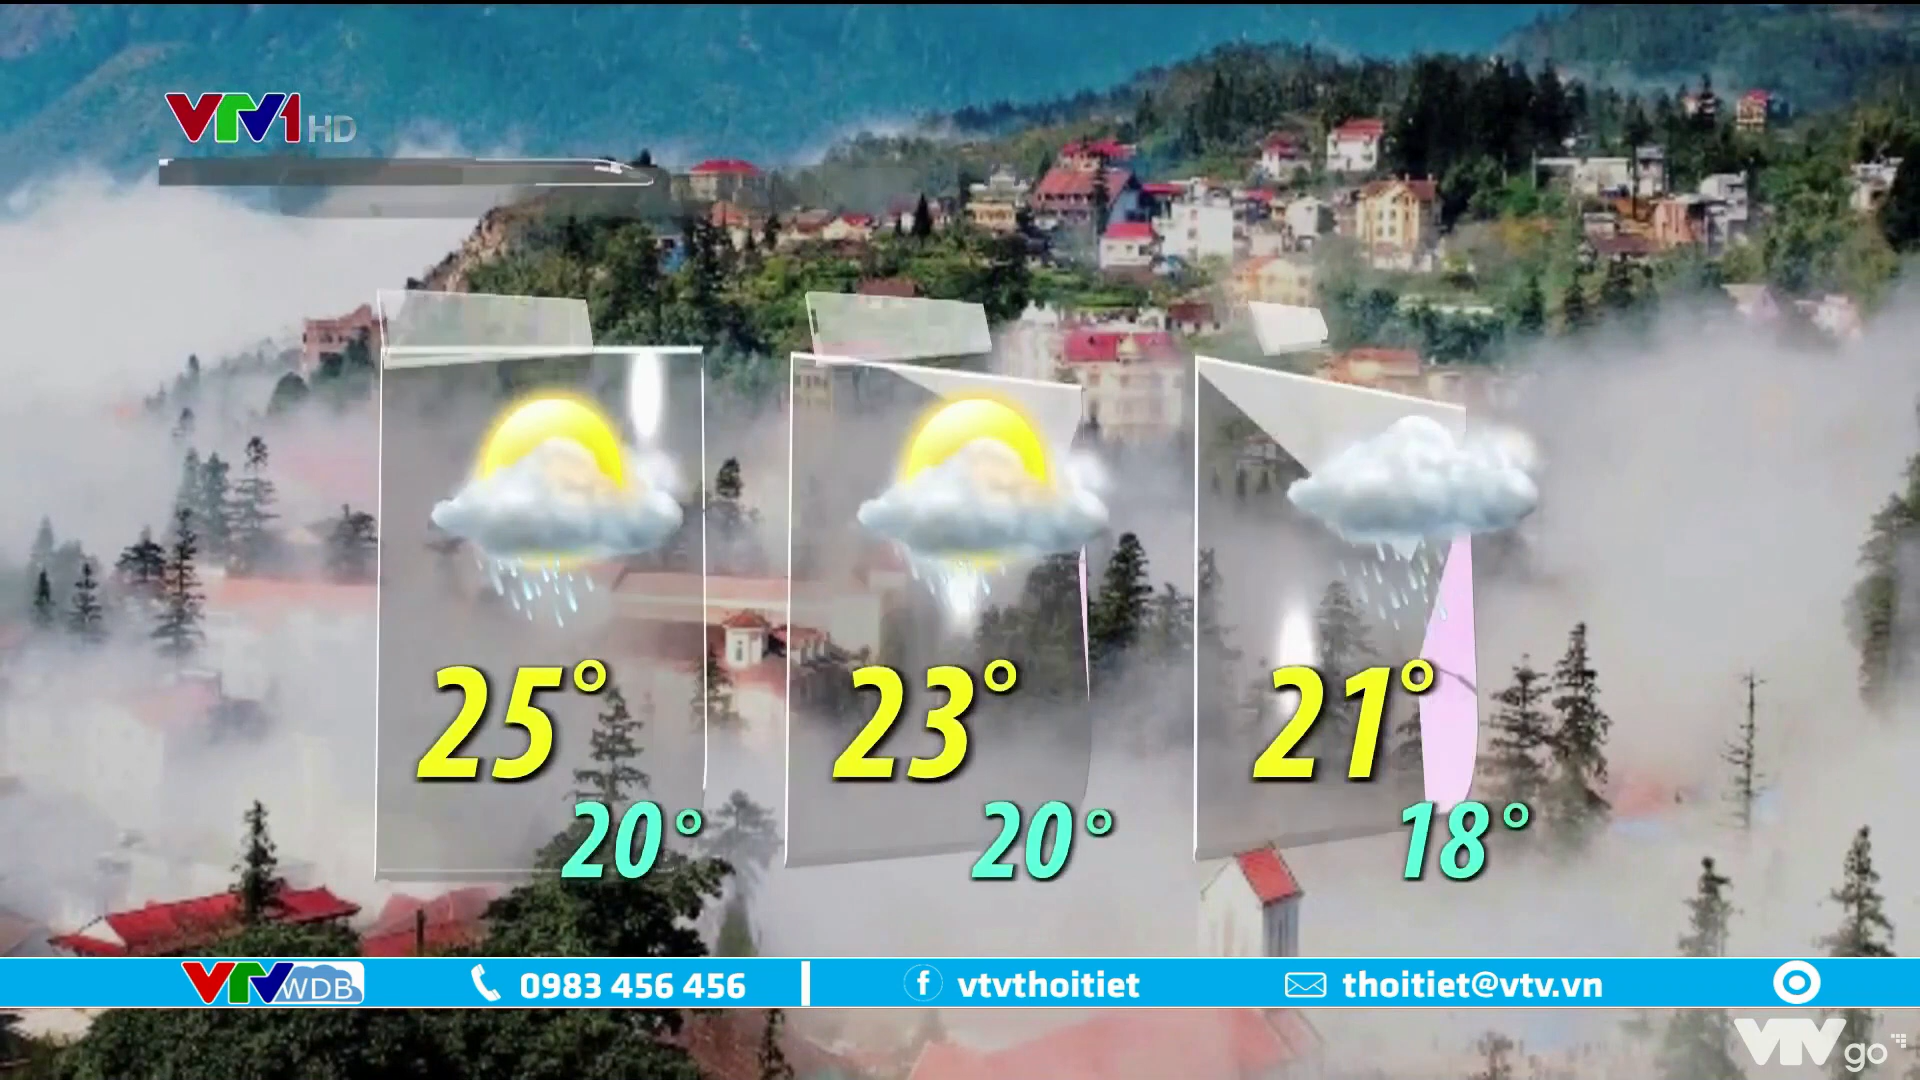 VTV1 HD
25°
20°
23°
20°
21°
18°
VTV WDB
0983 456 456
vtvthoitiet
thoitiet@vtv.vn
VTV go